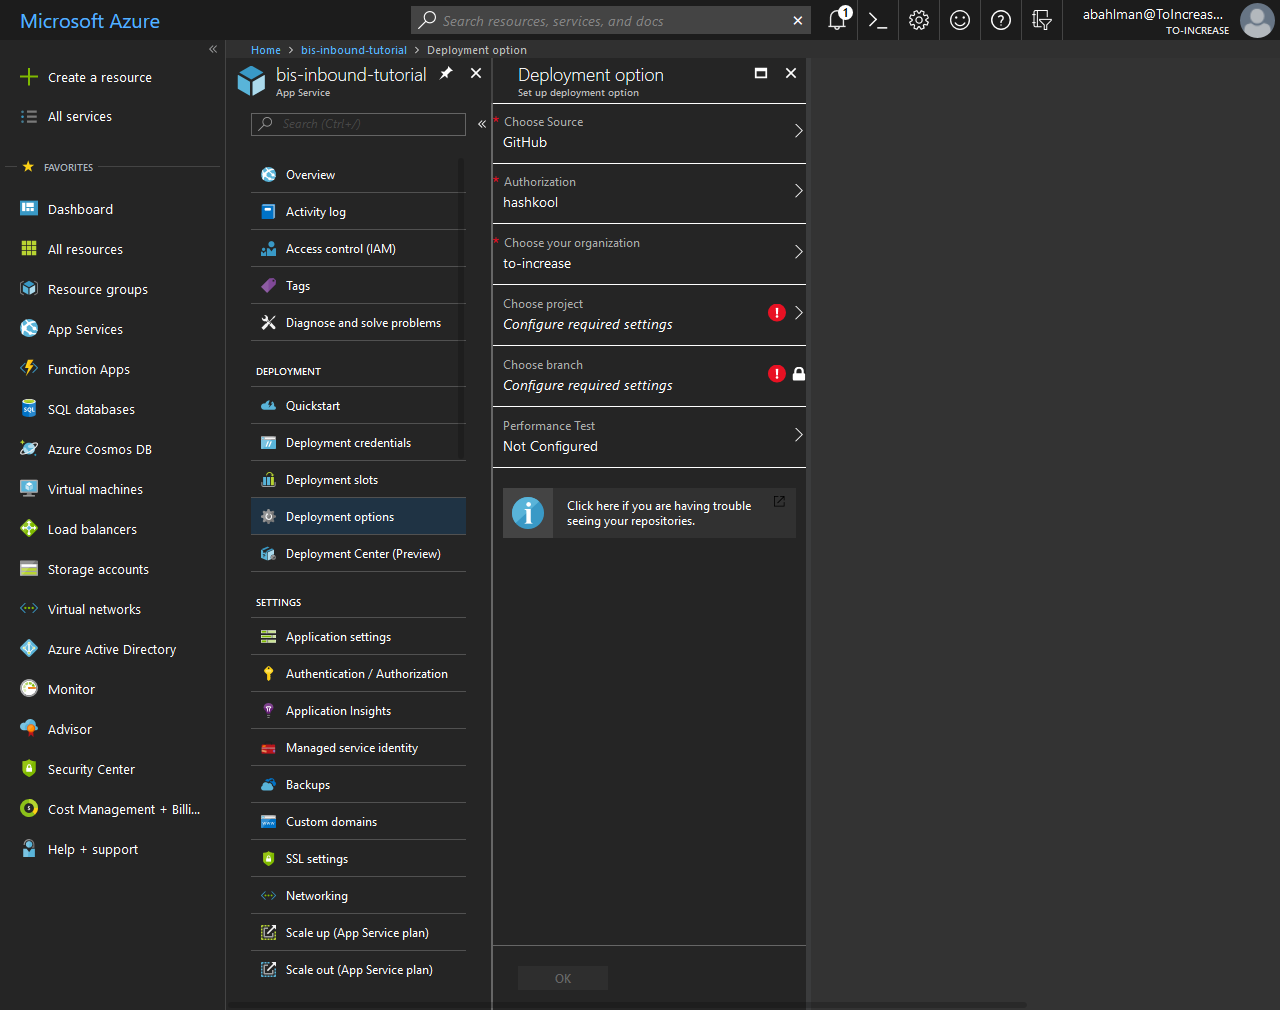 Microsoft Azure
Search resources, services, and docs
1
abahlman@ToIncreas...
TO-INCREASE
Home > bis-inbound-tutorial > Deployment option
Create a resource
All services
FAVORITES
Dashboard
All resources
Resource groups
App Services
Function Apps
SQL databases
Azure Cosmos DB
Virtual machines
Load balancers
Storage accounts
Virtual networks
Azure Active Directory
Monitor
Advisor
Security Center
Cost Management + Billi...
Help + support
bis-inbound-tutorial
App Service
Search (Ctrl+/)
Overview
Activity log
Access control (IAM)
Tags
Diagnose and solve problems
DEPLOYMENT
Quickstart
Deployment credentials
Deployment slots
Deployment options
Deployment Center (Preview)
SETTINGS
Application settings
Authentication / Authorization
Application Insights
Managed service identity
Backups
Custom domains
SSL settings
Networking
Scale up (App Service plan)
Scale out (App Service plan)
Deployment option
Set up deployment option
* Choose Source
GitHub
* Authorization
hashkool
* Choose your organization
to-increase
Choose project
Configure required settings
Choose branch
Configure required settings
Performance Test
Not Configured
Click here if you are having trouble
seeing your repositories.
OK